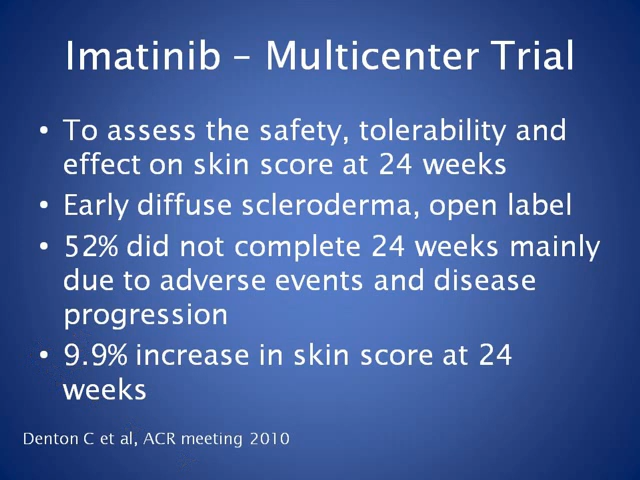 Imatinib – Multicenter Trial
• To assess the safety, tolerability and
effect on skin score at 24 weeks
• Early diffuse scleroderma, open label
• 52% did not complete 24 weeks mainly
due to adverse events and disease
progression
• 9.9% increase in skin score at 24
weeks
Denton C et al, ACR meeting 2010